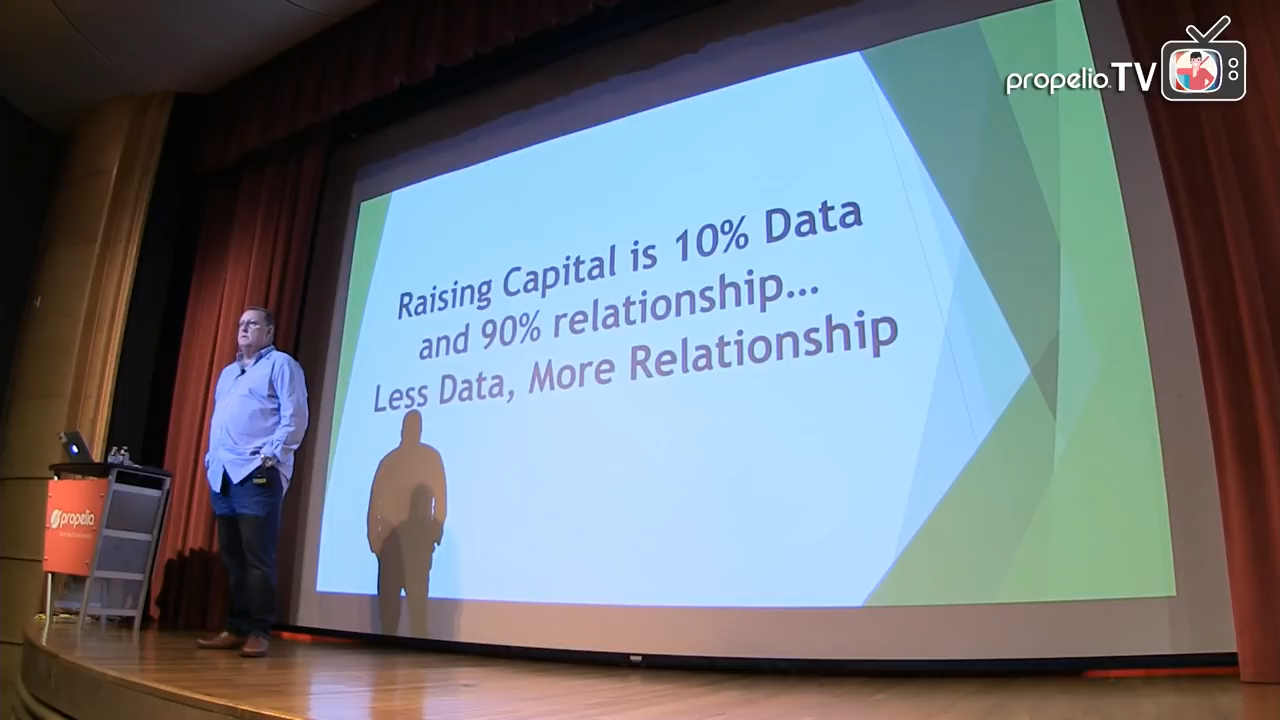 propelio TV
Raising Capital is 10% Data
and 90% relationship...
Less Data, More Relationship
propelio